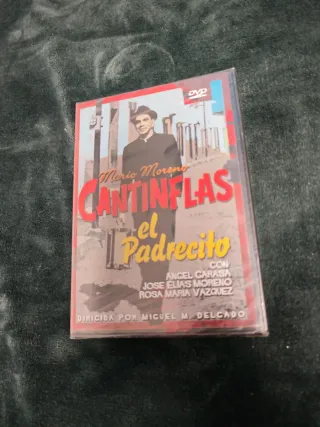 DVD
Mario Moreno
CANTINFLAS
el
Padrecito
CON
ANGEL GARASA
JOSE ELIAS MORENO
ROSA MARIA VAZQUEZ
DIRIGIDA POR MIGUEL M. DELGADO